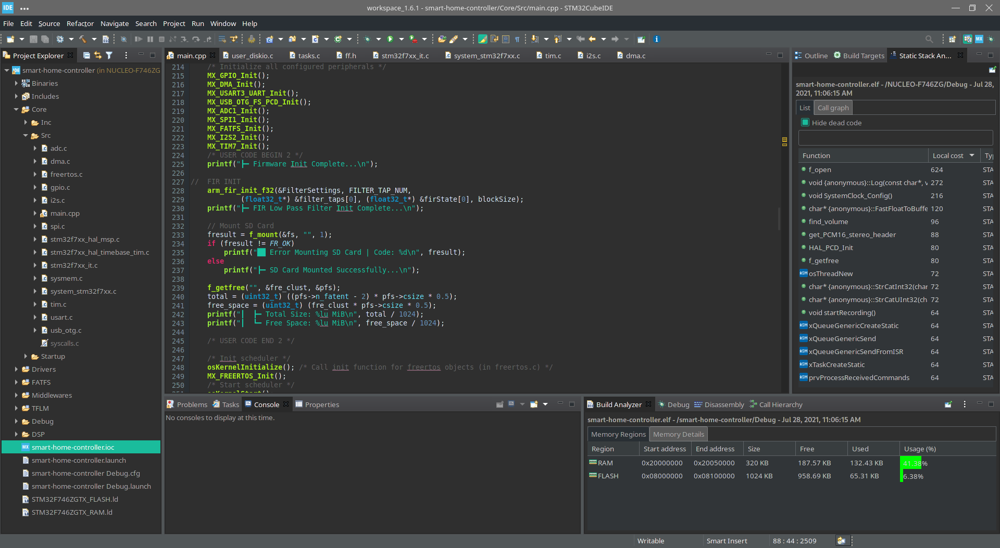 IDE
workspace_1.6.1 - smart-home-controller/Core/Src/main.cpp - STM32CubeIDE
File Edit Source Refactor Navigate Search Project Run Window Help
Project Explorer
smart-home-controller (in NUCLEO-F746ZG
Binaries
Includes
Core
Inc
Src
adc.c
dma.c
freertos.c
gpio.c
i2s.c
main.cpp
spi.c
stm32f7xx_hal_msp.c
stm32f7xx_hal_timebase_tim.c
stm32f7xx_it.c
sysmem.c
system_stm32f7xx.c
tim.c
usart.c
usb_otg.c
syscalls.c
Startup
Drivers
FATFS
Middlewares
TFLM
Debug
DSP
MX smart-home-controller.ioc
smart-home-controller.launch
smart-home-controller Debug.cfg
smart-home-controller Debug.launch
STM32F746ZGTX_FLASH.ld
STM32F746ZGTX_RAM.ld
main.cpp user_diskio.c tasks.c ff.h stm32f7xx_it.c system_stm32f7xx.c tim.c i2s.c dma.c
214 /* Initialize all configured peripherals */
215 MX_GPIO_Init();
216 MX_DMA_Init();
217 MX_USART3_UART_Init();
218 MX_USB_OTG_FS_PCD_Init();
219 MX_ADC1_Init();
220 MX_SPI1_Init();
221 MX_FATFS_Init();
222 MX_I2S2_Init();
223 MX_TIM7_Init();
224 /* USER CODE BEGIN 2 */
225 printf("├─ Firmware Init Complete...\n");
226
227 // FIR INIT
228 arm_fir_init_f32(&FilterSettings, FILTER_TAP_NUM,
229 (float32_t*) &filter_taps[0], (float32_t*) &firState[0], blockSize);
230 printf("├─ FIR Low Pass Filter Init Complete...\n");
231
232 // Mount SD Card
233 fresult = f_mount(&fs, "", 1);
234 if (fresult != FR_OK)
235 printf("██ Error Mounting SD Card | Code: %d\n", fresult);
236 else
237 printf("├─ SD Card Mounted Successfully...\n");
238
239 f_getfree("", &fre_clust, &pfs);
240 total = (uint32_t) ((pfs->n_fatent - 2) * pfs->csize * 0.5);
241 free_space = (uint32_t) (fre_clust * pfs->csize * 0.5);
242 printf("│  ├─ Total Size: %lu MiB\n", total / 1024);
243 printf("│  └─ Free Space: %lu MiB\n", free_space / 1024);
244
245 /* USER CODE END 2 */
246
247 /* Init scheduler */
248 osKernelInitialize(); /* Call init function for freertos objects (in freertos.c) */
249 MX_FREERTOS_Init();
250 /* Start scheduler */
Outline Build Targets Static Stack An...
smart-home-controller.elf - /NUCLEO-F746ZG/Debug - Jul 28,
2021, 11:06:15 AM
List Call graph
Hide dead code
Function Local cost Typ
f_open 624 STA
void {anonymous}::Log(const char*, v 272 STA
void SystemClock_Config() 216 STA
char* {anonymous}::FastFloatToBuffe 120 STA
find_volume 96 STA
get_PCM16_stereo_header 88 STA
HAL_PCD_Init 80 STA
f_getfree 80 STA
ASM osThreadNew 72 STA
char* {anonymous}::StrCatInt32(char 72 STA
char* {anonymous}::StrCatUInt32(ch 72 STA
void startRecording() 64 STA
ASM xQueueGenericCreateStatic 64 STA
ASM xQueueGenericSend 64 STA
ASM xQueueGenericSendFromISR 64 STA
ASM xTaskCreateStatic 64 STA
ASM prvProcessReceivedCommands 64 STA
Problems Tasks Console Properties
No consoles to display at this time.
Build Analyzer Debug Disassembly Call Hierarchy
smart-home-controller.elf - /smart-home-controller/Debug - Jul 28, 2021, 11:06:15 AM
Memory Regions Memory Details
Region Start address End address Size Free Used Usage (%)
RAM 0x20000000 0x20050000 320 KB 187.57 KB 132.43 KB 41.38%
FLASH 0x08000000 0x08100000 1024 KB 958.69 KB 65.31 KB 6.38%
Writable Smart Insert 88 : 44 : 2509